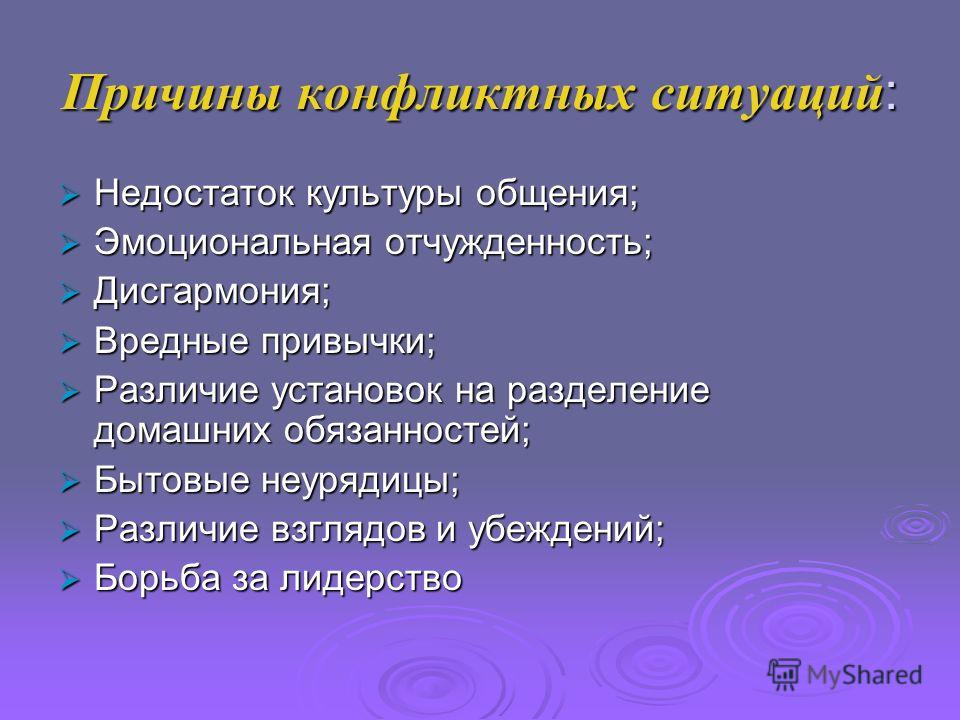 Причины конфликтных ситуаций:
Недостаток культуры общения;
Эмоциональная отчужденность;
Дисгармония;
Вредные привычки;
Различие установок на разделение
домашних обязанностей;
Бытовые неурядицы;
Различие взглядов и убеждений;
Борьба за лидерство
MyShared